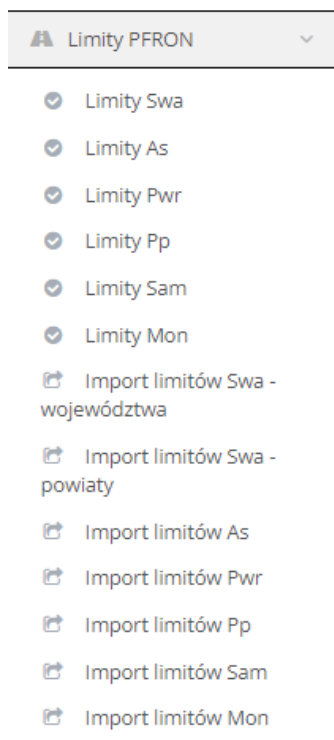 Limity PFRON
Limity Swa
Limity As
Limity Pwr
Limity Pp
Limity Sam
Limity Mon
Import limitów Swa -
województwa
Import limitów Swa -
powiaty
Import limitów As
Import limitów Pwr
Import limitów Pp
Import limitów Sam
Import limitów Mon